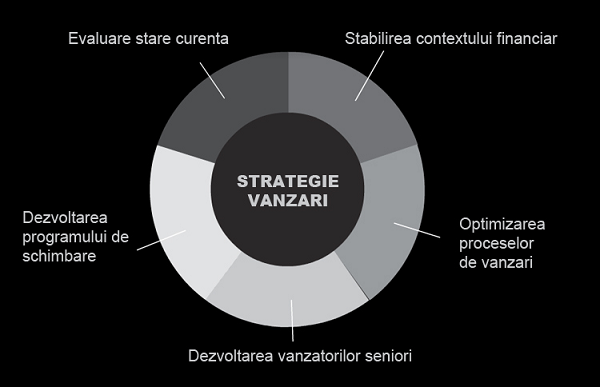 Evaluare stare curenta
Stabilirea contextului financiar
STRATEGIE
VANZARI
Dezvoltarea
programului de
schimbare
Optimizarea
proceselor
de vanzari
Dezvoltarea vanzatorilor seniori